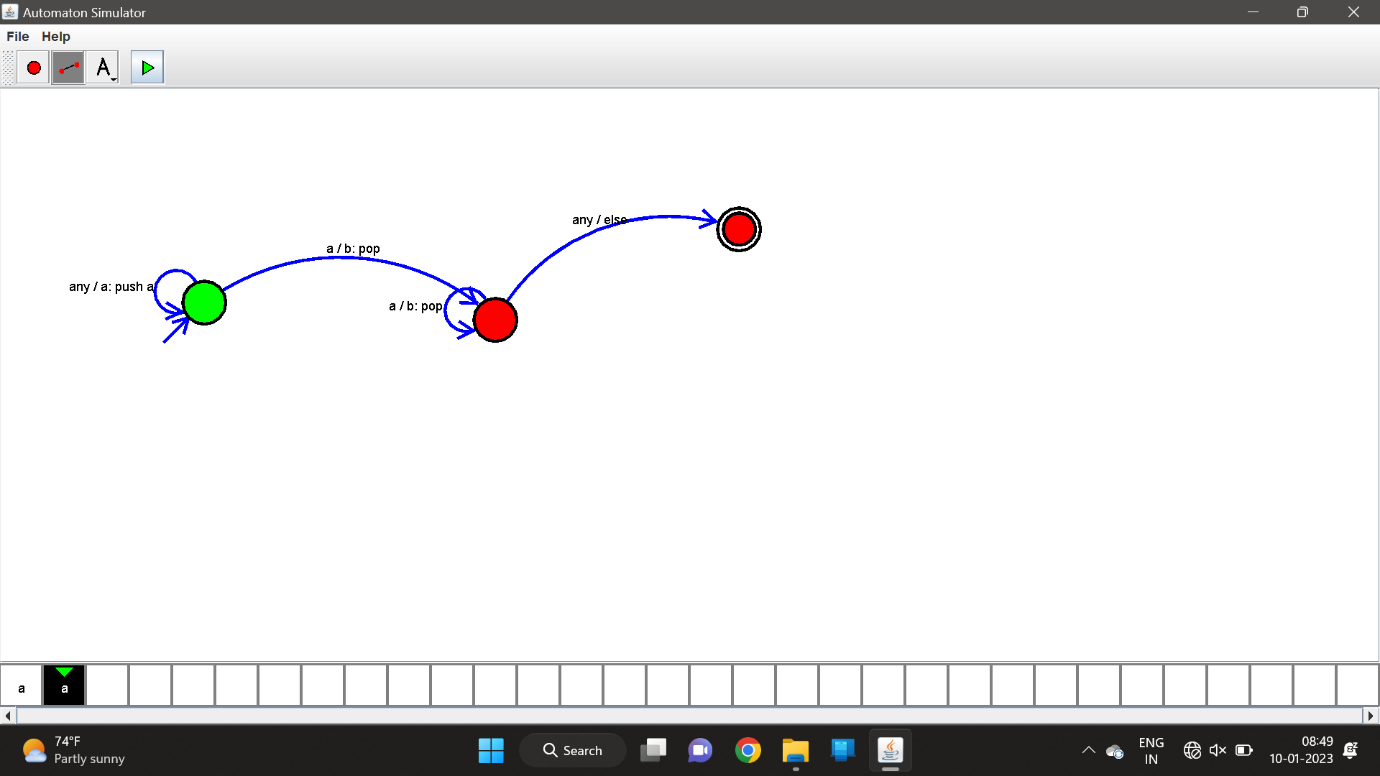 Automaton Simulator
File Help
A
any / else
a / b: pop
any / a: push a
a / b: pop
a a
74°F
Partly sunny
Search
ENG
IN
08:49
10-01-2023